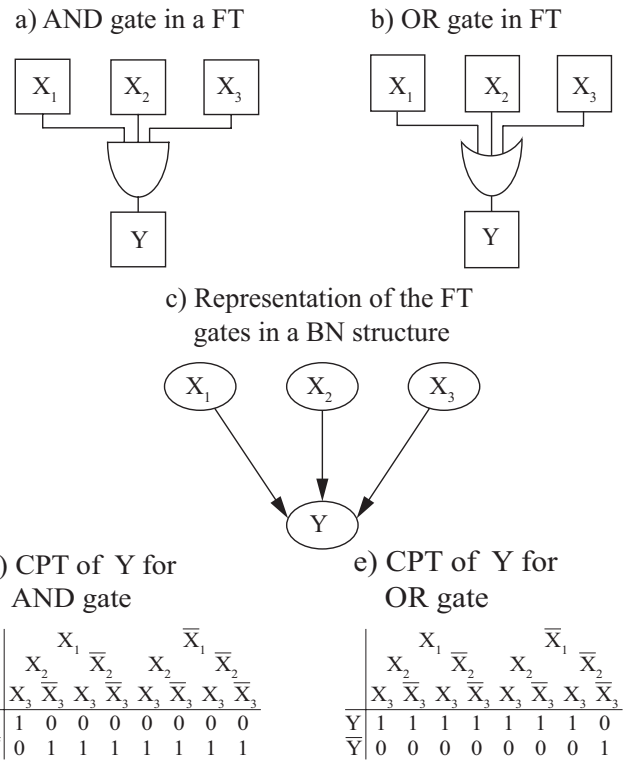 a) AND gate in a FT
b) OR gate in FT
X₁ X₂ X₃
Y
X₁ X₂ X₃
Y
c) Representation of the FT
gates in a BN structure
X₁ X₂ X₃
Y
) CPT of Y for
AND gate
X₁ X̅₁
X₂ X̅₂ X₂ X̅₂
X₃ X̅₃ X₃ X̅₃ X₃ X̅₃ X₃ X̅₃
1 0 0 0 0 0 0 0
0 1 1 1 1 1 1 1
e) CPT of Y for
OR gate
X₁ X̅₁
X₂ X̅₂ X₂ X̅₂
X₃ X̅₃ X₃ X̅₃ X₃ X̅₃ X₃ X̅₃
Y 1 1 1 1 1 1 1 0
Y̅ 0 0 0 0 0 0 0 1